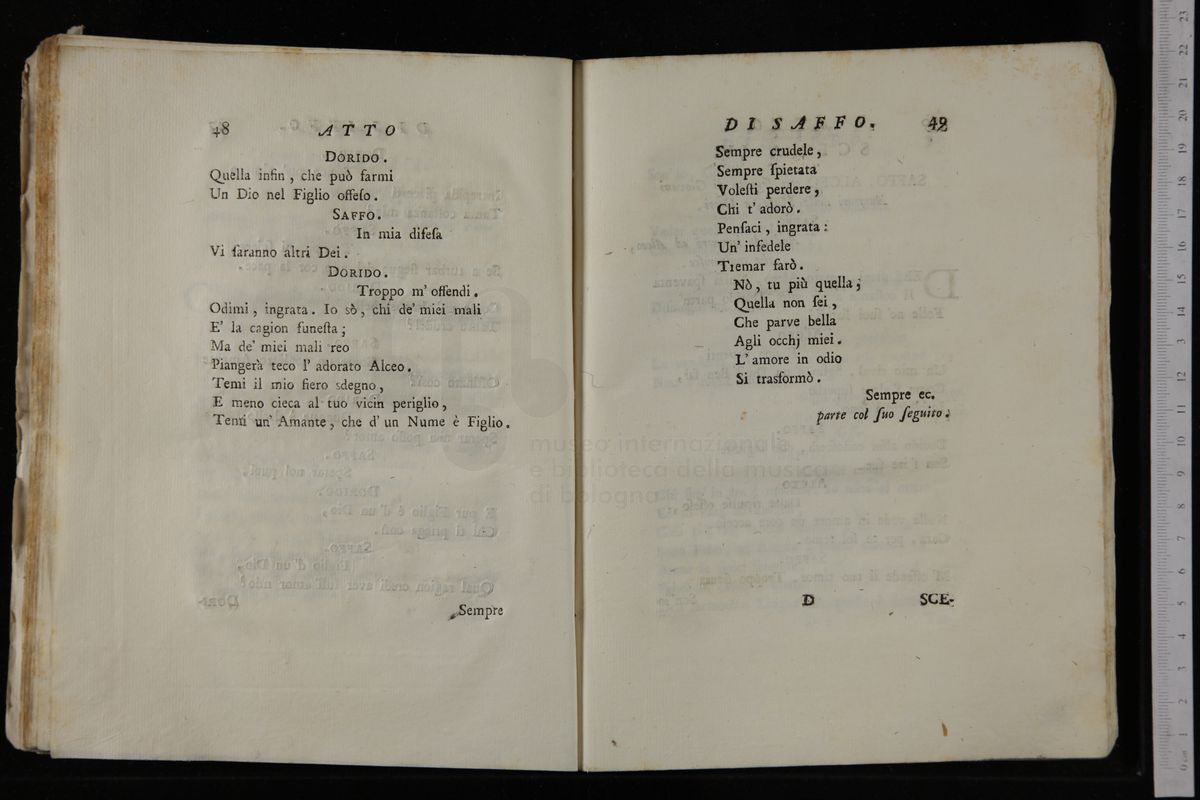 48 ATTO
DORIDO.
Quella infin, che può farmi
Un Dio nel Figlio offeſo.
SAFFO.
In mia difeſa
Vi ſaranno altri Dei.
DORIDO.
Troppo m' offendi.
Odimi, ingrata. Io sò, chi de' miei mali
E' la cagion funeſta;
Ma de' miei mali reo
Piangerà teco l' adorato Alceo.
Temi il mio fiero sdegno,
E meno cieca al tuo vicin periglio,
Temi un' Amante, che d' un Nume è Figlio.
Sempre
DI SAFFO. 49
Sempre crudele,
Sempre ſpietata
Voleſti perdere,
Chi t' adorò.
Penſaci, ingrata:
Un' infedele
Tremar farò.
Nò, tu più quella;
Quella non ſei,
Che parve bella
Agli occhj miei.
L' amore in odio
Si trasformò.
Sempre ec.
parte col ſuo ſeguito.
D SCE-
museo internazionale
e biblioteca della musica
di bologna